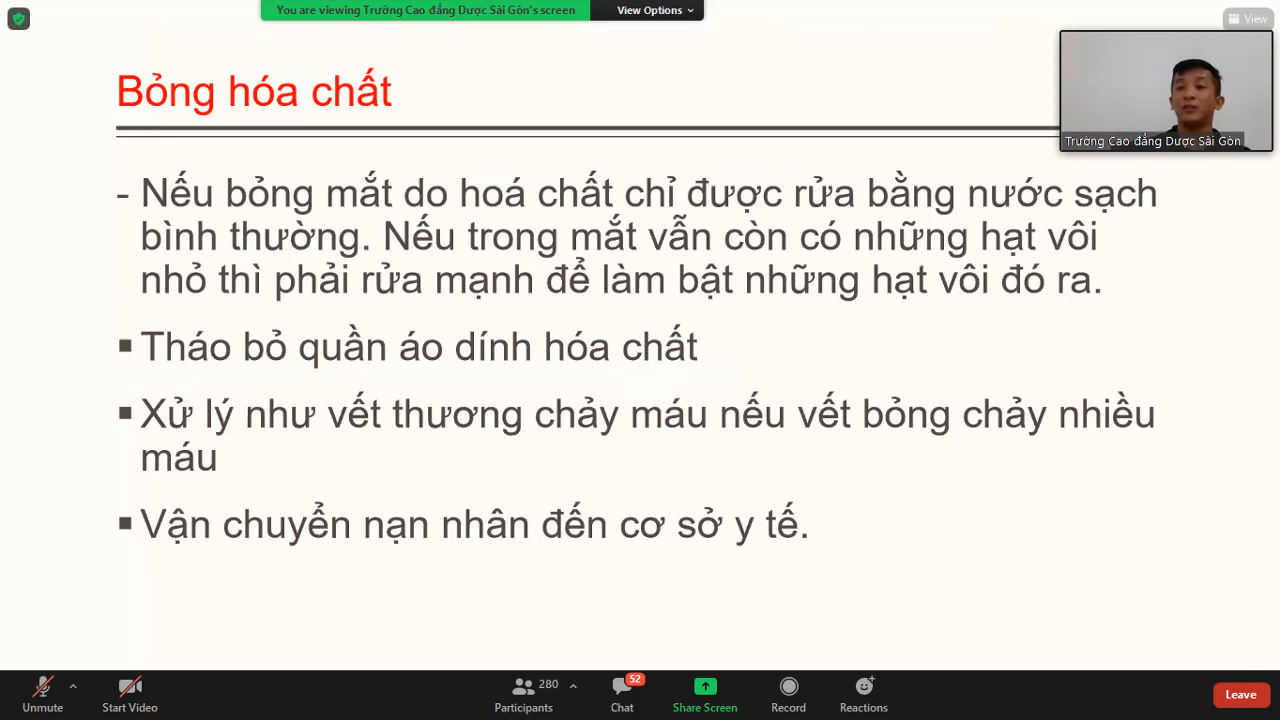 You are viewing Trường Cao đẳng Dược Sài Gòn's screen
View Options
View
Bỏng hóa chất
Trường Cao đẳng Dược Sài Gòn
- Nếu bỏng mắt do hoá chất chỉ được rửa bằng nước sạch
bình thường. Nếu trong mắt vẫn còn có những hạt vôi
nhỏ thì phải rửa mạnh để làm bật những hạt vôi đó ra.
▪ Tháo bỏ quần áo dính hóa chất
▪ Xử lý như vết thương chảy máu nếu vết bỏng chảy nhiều
máu
▪ Vận chuyển nạn nhân đến cơ sở y tế.
280
52
Unmute
Start Video
Participants
Chat
Share Screen
Record
Reactions
Leave